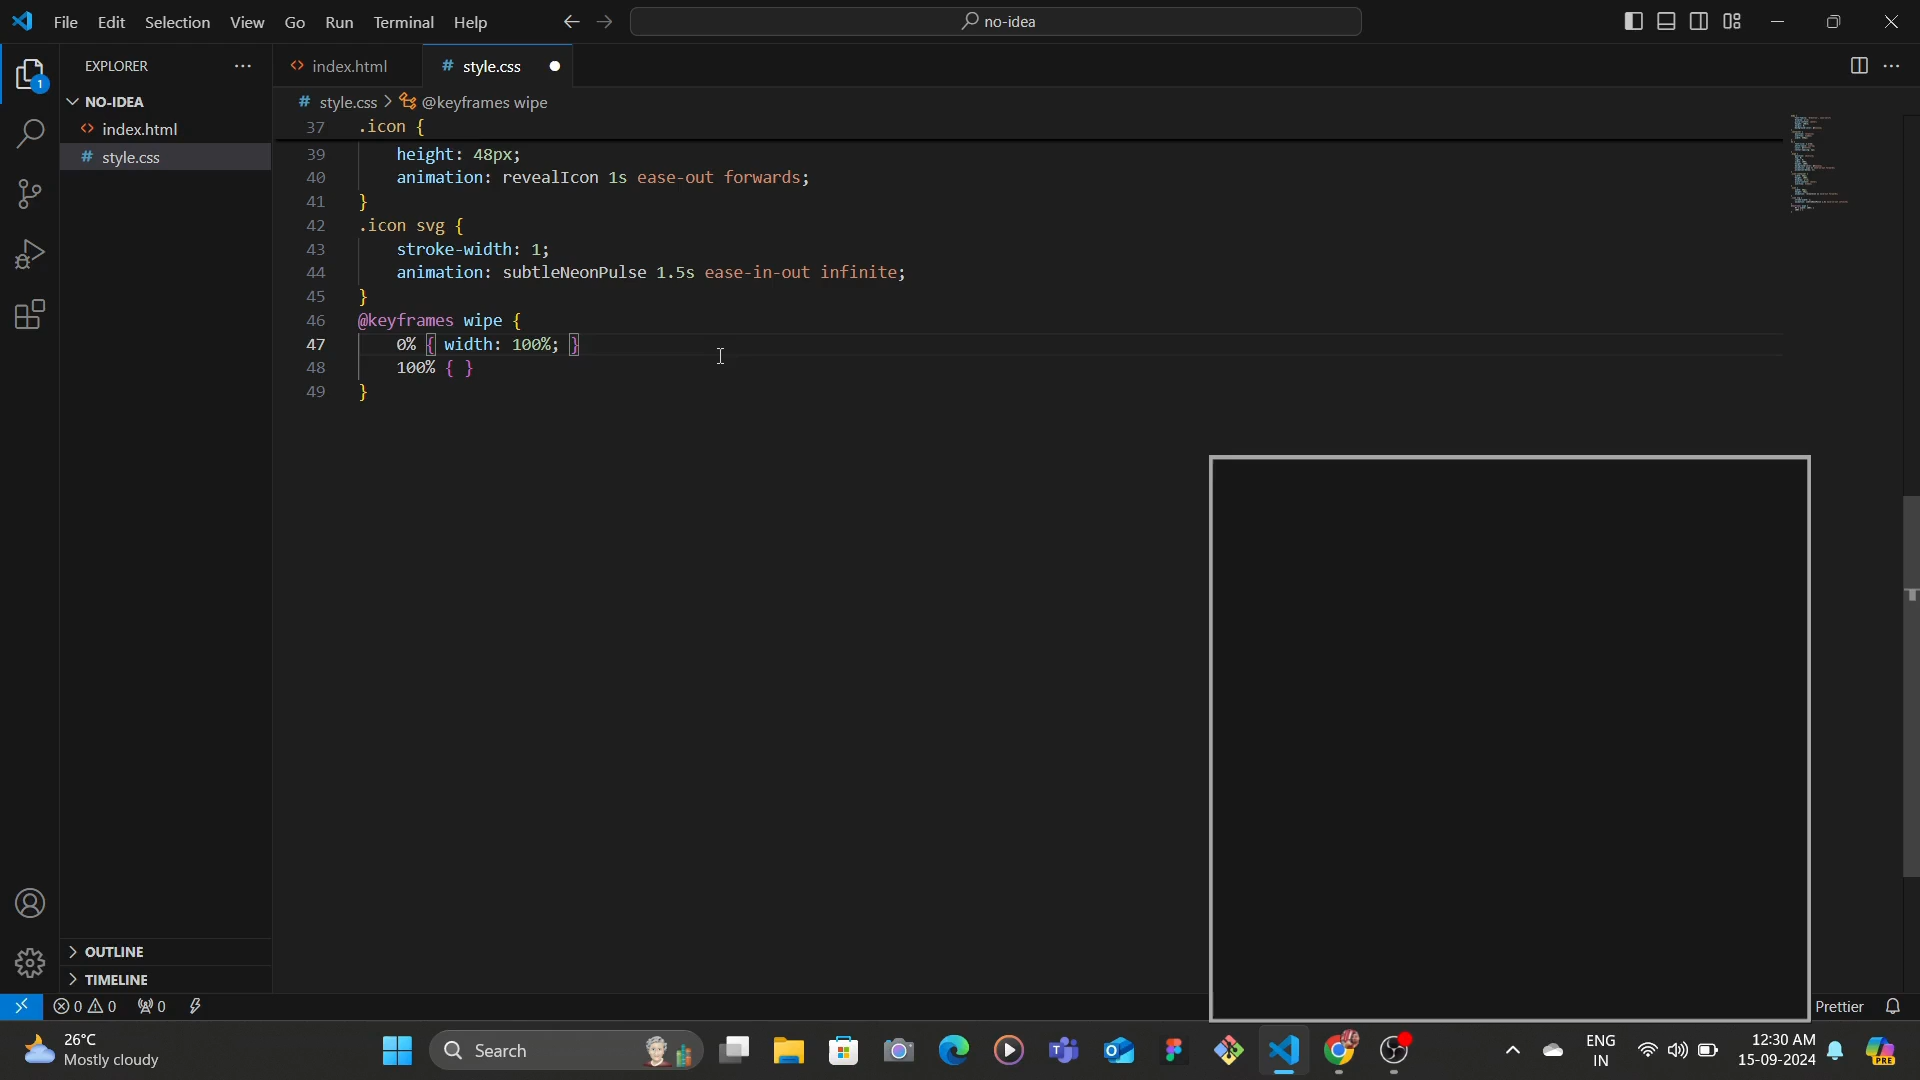 File Edit Selection View Go Run Terminal Help
no-idea
EXPLORER
index.html
style.css
NO-IDEA
index.html
style.css
style.css > @keyframes wipe
37 .icon {
39 height: 48px;
40 animation: revealIcon 1s ease-out forwards;
41 }
42 .icon svg {
43 stroke-width: 1;
44 animation: subtleNeonPulse 1.5s ease-in-out infinite;
45 }
46 @keyframes wipe {
47 0% { width: 100%; }
48 100% { }
49 }
1
OUTLINE
TIMELINE
0 0 0
Prettier
26°C
Mostly cloudy
Search
ENG
IN
12:30 AM
15-09-2024
PRE